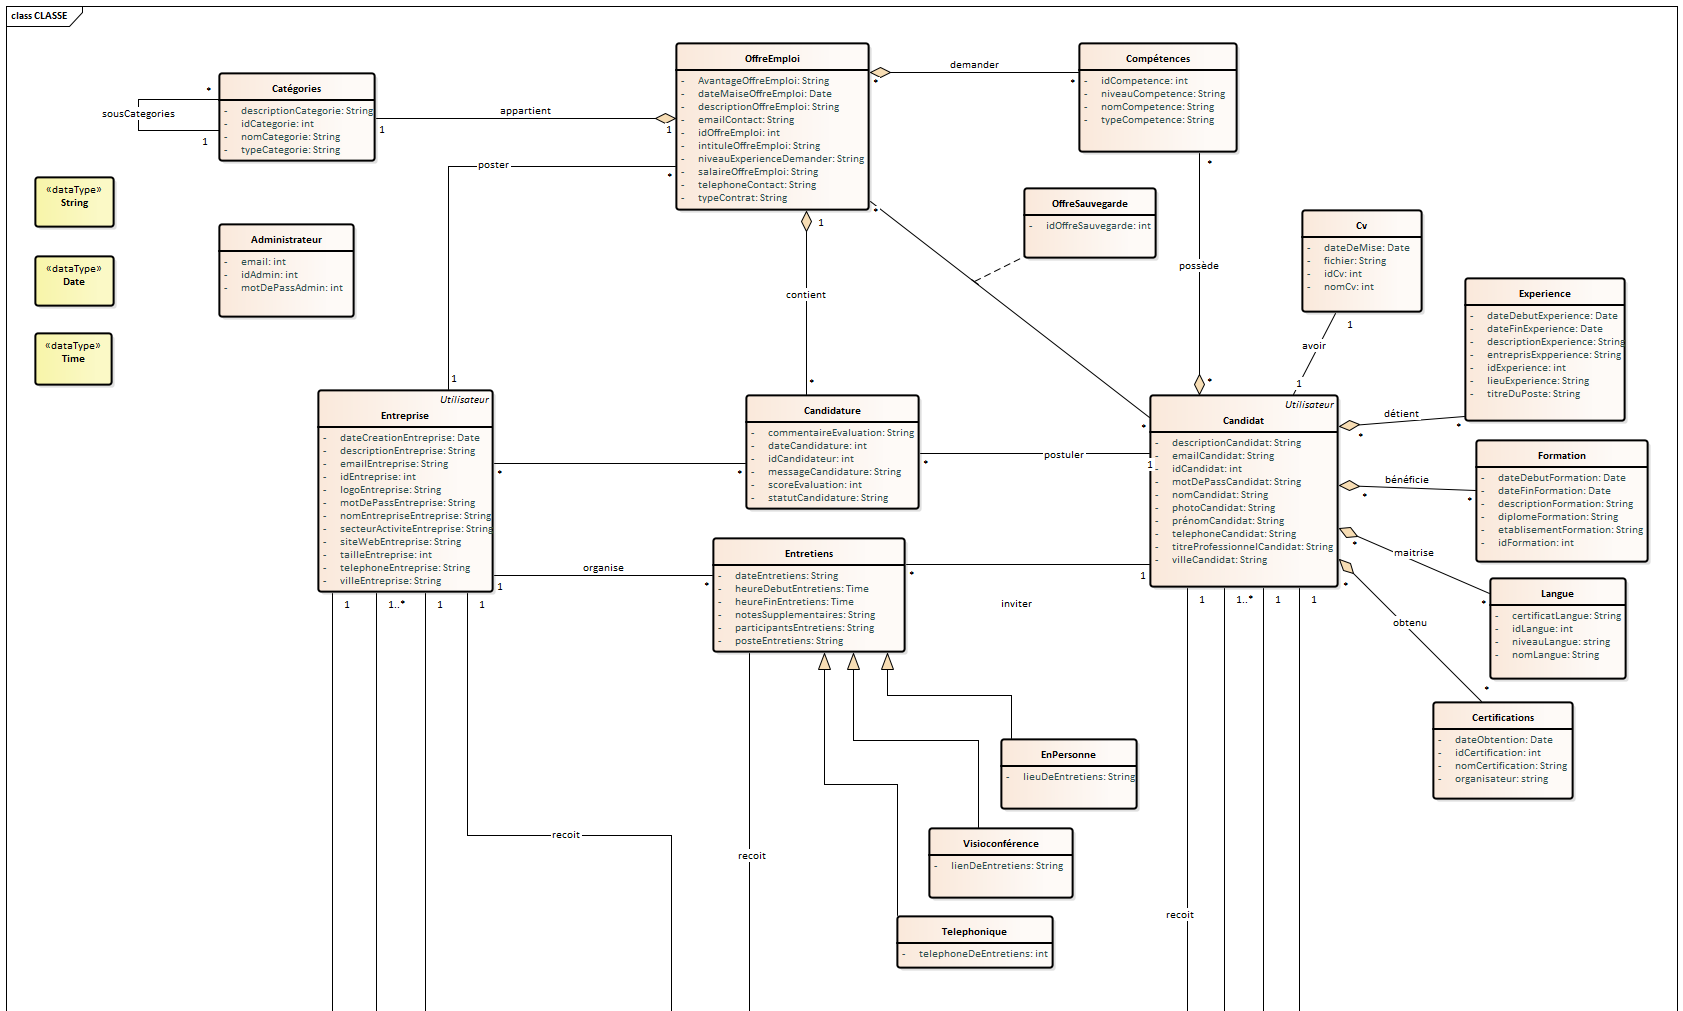 class CLASSE
Catégories
- descriptionCategorie: String
- idCategorie: int
- nomCategorie: String
- typeCategorie: String
*
sousCategories
1
1
appartient
1
OffreEmploi
- AvantageOffreEmploi: String
- dateMaiseOffreEmploi: Date
- descriptionOffreEmploi: String
- emailContact: String
- idOffreEmploi: int
- intituleOffreEmploi: String
- niveauExperienceDemander: String
- salaireOffreEmploi: String
- telephoneContact: String
- typeContrat: String
demander
*
*
Compétences
- idCompetence: int
- niveauCompetence: String
- nomCompetence: String
- typeCompetence: String
*
poster
*
1
«dataType»
String
«dataType»
Date
«dataType»
Time
Administrateur
- email: int
- idAdmin: int
- motDePassAdmin: int
*
1
contient
*
OffreSauvegarde
- idOffreSauvegarde: int
possède
*
Cv
- dateDeMise: Date
- fichier: String
- idCv: int
- nomCv: int
1
avoir
1
Experience
- dateDebutExperience: Date
- dateFinExperience: Date
- descriptionExperience: String
- entreprisExpperience: String
- idExperience: int
- lieuExperience: String
- titreDuPoste: String
Utilisateur
Entreprise
- dateCreationEntreprise: Date
- descriptionEntreprise: String
- emailEntreprise: String
- idEntreprise: int
- logoEntreprise: String
- motDePassEntreprise: String
- nomEntrepriseEntreprise: String
- secteurActiviteEntreprise: String
- siteWebEntreprise: String
- tailleEntreprise: int
- telephoneEntreprise: String
- villeEntreprise: String
Candidature
- commentaireEvaluation: String
- dateCandidature: int
- idCandidateur: int
- messageCandidature: String
- scoreEvaluation: int
- statutCandidature: String
*
*
*
postuler
1
*
Utilisateur
Candidat
- descriptionCandidat: String
- emailCandidat: String
- idCandidat: int
- motDePassCandidat: String
- nomCandidat: String
- photoCandidat: String
- prénomCandidat: String
- telephoneCandidat: String
- titreProfessionnelCandidat: String
- villeCandidat: String
détient
*
*
bénéficie
*
*
Formation
- dateDebutFormation: Date
- dateFinFormation: Date
- descriptionFormation: String
- diplomeFormation: String
- etablisementFormation: String
- idFormation: int
*
maitrise
*
Langue
- certificatLangue: String
- idLangue: int
- niveauLangue: string
- nomLangue: String
*
obtenu
*
Certifications
- dateObtention: Date
- idCertification: int
- nomCertification: String
- organisateur: string
organise
1
*
Entretiens
- dateEntretiens: String
- heureDebutEntretiens: Time
- heureFinEntretiens: Time
- notesSupplementaires: String
- participantsEntretiens: String
- posteEntretiens: String
*
1
inviter
1
1..*
1
1
1
1..*
1
1
EnPersonne
- lieuDeEntretiens: String
Visioconférence
- lienDeEntretiens: String
Telephonique
- telephoneDeEntretiens: int
recoit
recoit
recoit